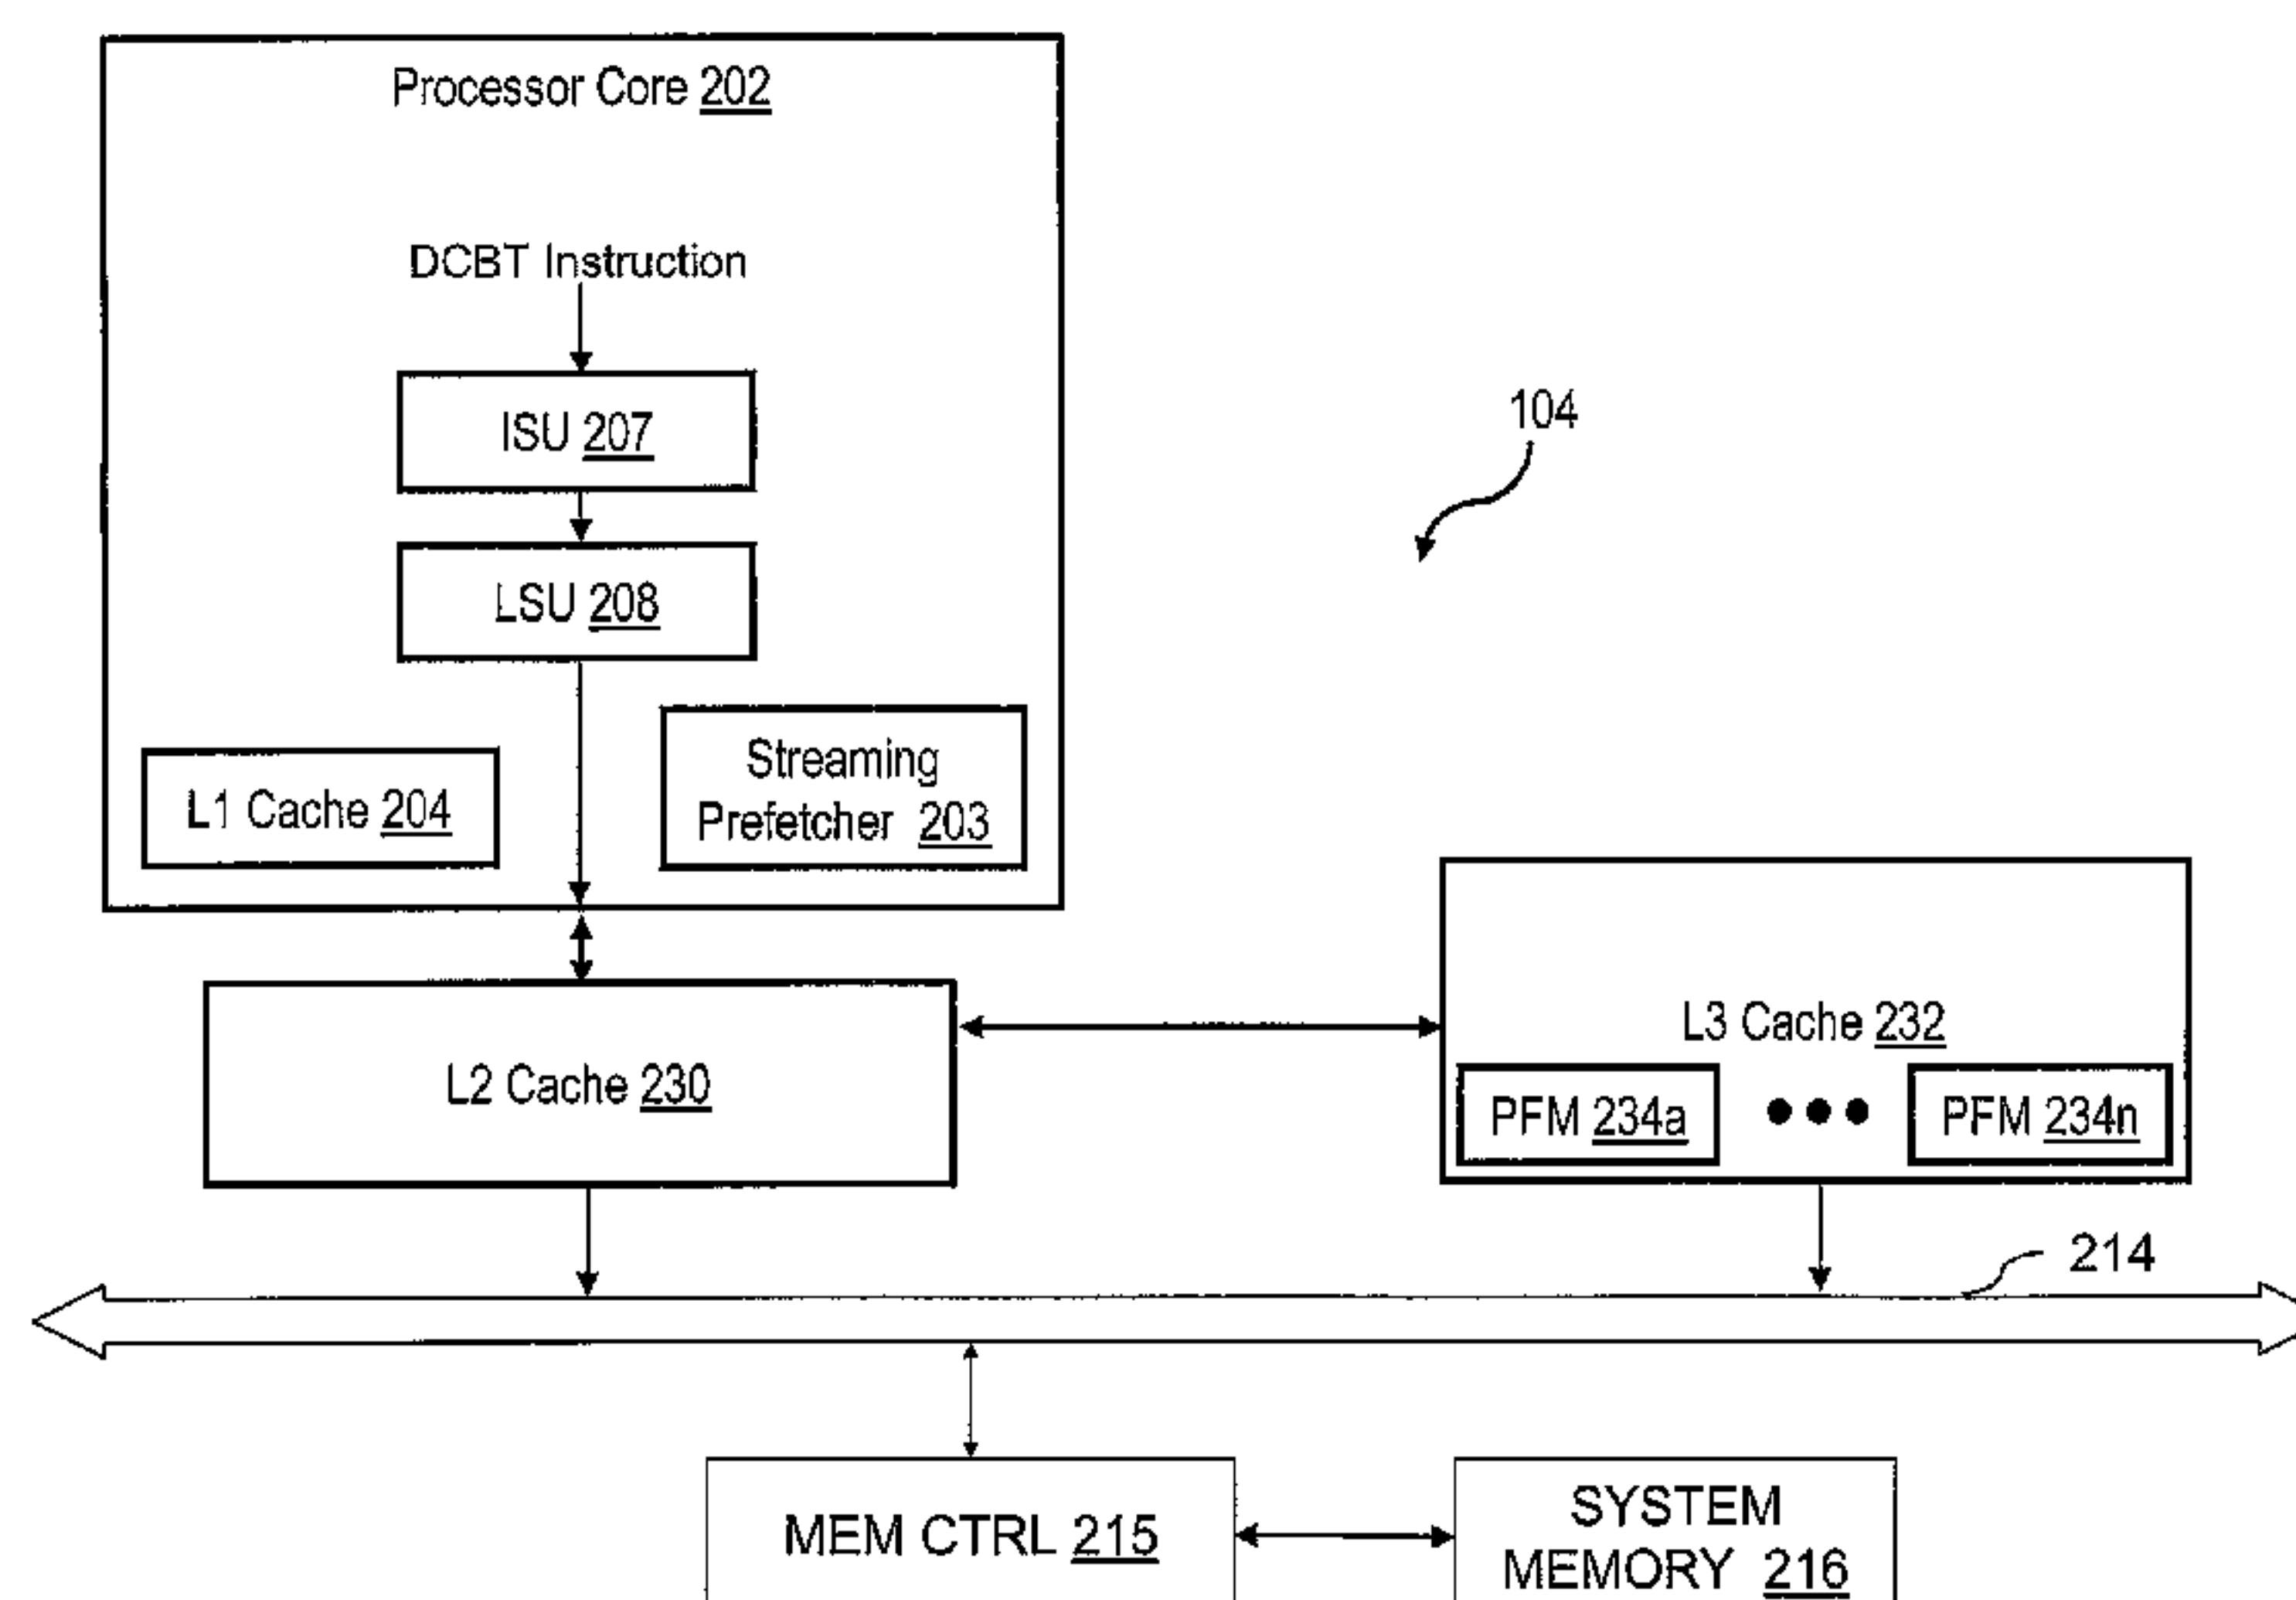 Processor Core 202
DCBT Instruction
ISU 207
LSU 208
L1 Cache 204
Streaming
Prefetcher 203
104
L2 Cache 230
L3 Cache 232
PFM 234a
PFM 234n
214
MEM CTRL 215
SYSTEM
MEMORY 216